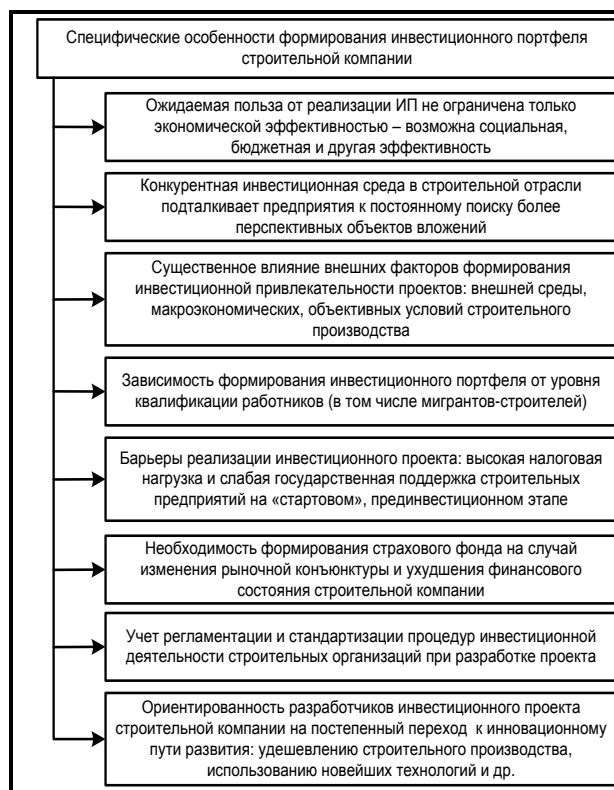 Специфические особенности формирования инвестиционного портфеля
строительной компании
Ожидаемая польза от реализации ИП не ограничена только
экономической эффективностью – возможна социальная,
бюджетная и другая эффективность
Конкурентная инвестиционная среда в строительной отрасли
подталкивает предприятия к постоянному поиску более
перспективных объектов вложений
Существенное влияние внешних факторов формирования
инвестиционной привлекательности проектов: внешней среды,
макроэкономических, объективных условий строительного
производства
Зависимость формирования инвестиционного портфеля от уровня
квалификации работников (в том числе мигрантов-строителей)
Барьеры реализации инвестиционного проекта: высокая налоговая
нагрузка и слабая государственная поддержка строительных
предприятий на «стартовом», прединвестиционном этапе
Необходимость формирования страхового фонда на случай
изменения рыночной конъюнктуры и ухудшения финансового
состояния строительной компании
Учет регламентации и стандартизации процедур инвестиционной
деятельности строительных организаций при разработке проекта
Ориентированность разработчиков инвестиционного проекта
строительной компании на постепенный переход к инновационному
пути развития: удешевлению строительного производства,
использованию новейших технологий и др.